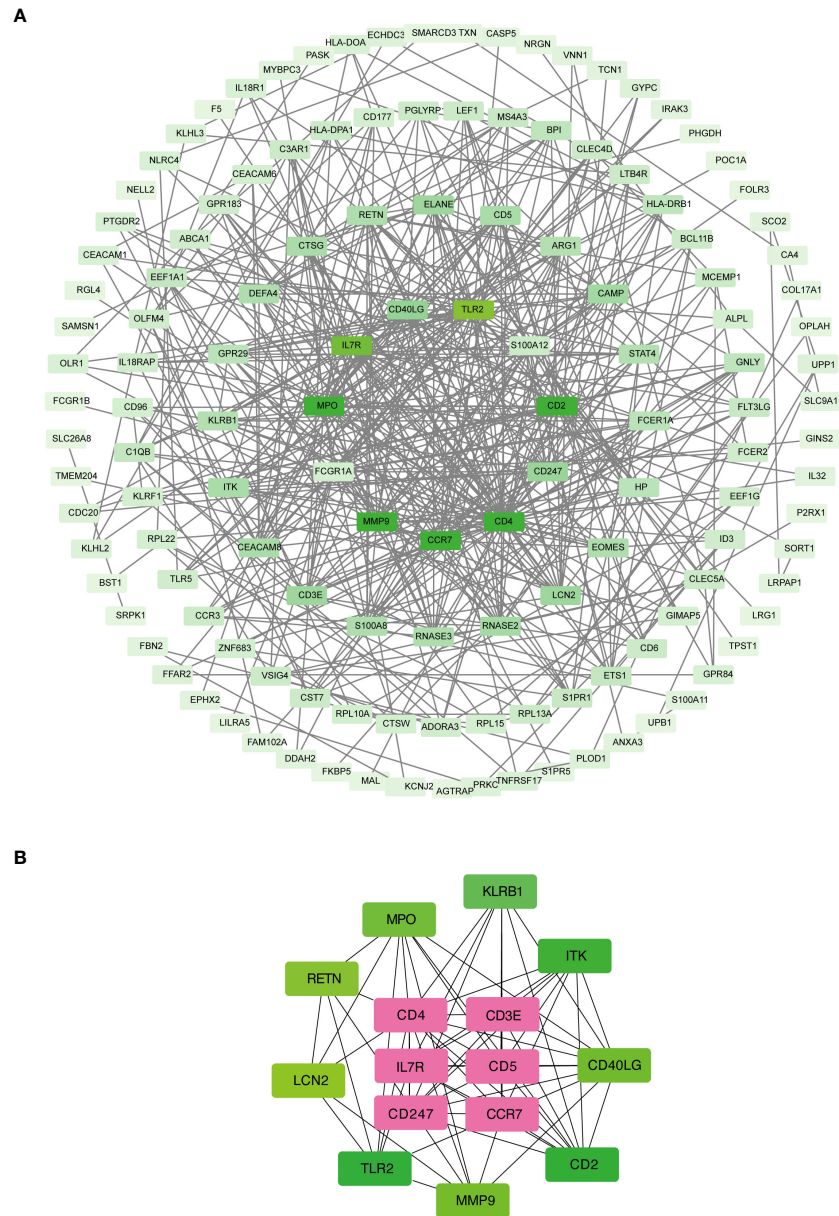 A
HLA-DOA
ECHDC3
SMARCD3
TXN
CASP5
NRGN
PASK
VNN1
MYBPC3
TCN1
IL18R1
GYPC
F5
CD177
PGLYRP1
LEF1
MS4A3
IRAK3
KLHL3
HLA-DPA1
BPI
PHGDH
NLRC4
C3AR1
CLEC4D
POC1A
CEACAM6
LTB4R
NELL2
GPR183
RETN
ELANE
CD5
HLA-DRB1
FOLR3
PTGDR2
ABCA1
CTSG
ARG1
BCL11B
SCO2
CEACAM1
EEF1A1
DEFA4
CAMP
MCEMP1
CA4
RGL4
CD40LG
TLR2
COL17A1
SAMSN1
OLFM4
IL7R
S100A12
ALPL
OPLAH
OLR1
IL18RAP
GPR29
STAT4
GNLY
UPP1
FCGR1B
CD96
KLRB1
MPO
CD2
FCER1A
FLT3LG
SLC9A1
SLC26A8
C1QB
FCGR1A
CD247
FCER2
GINS2
TMEM204
ITK
HP
IL32
CDC20
KLRF1
MMP9
CCR7
CD4
EEF1G
P2RX1
KLHL2
RPL22
CEACAM8
EOMES
ID3
SORT1
BST1
TLR5
CD3E
LCN2
CLEC5A
LRPAP1
SRPK1
CCR3
S100A8
RNASE3
RNASE2
GIMAP5
LRG1
FBN2
ZNF683
CD6
TPST1
FFAR2
VSIG4
ETS1
GPR84
EPHX2
CST7
S1PR1
S100A11
LILRA5
RPL10A
CTSW
ADORA3
RPL15
RPL13A
UPB1
FAM102A
ANXA3
DDAH2
PLOD1
FKBP5
S1PR5
MAL
KCNJ2
AGTRAP
PRKC
TNFRSF17
B
KLRB1
MPO
ITK
RETN
CD4
CD3E
IL7R
CD5
CD40LG
LCN2
CD247
CCR7
TLR2
CD2
MMP9